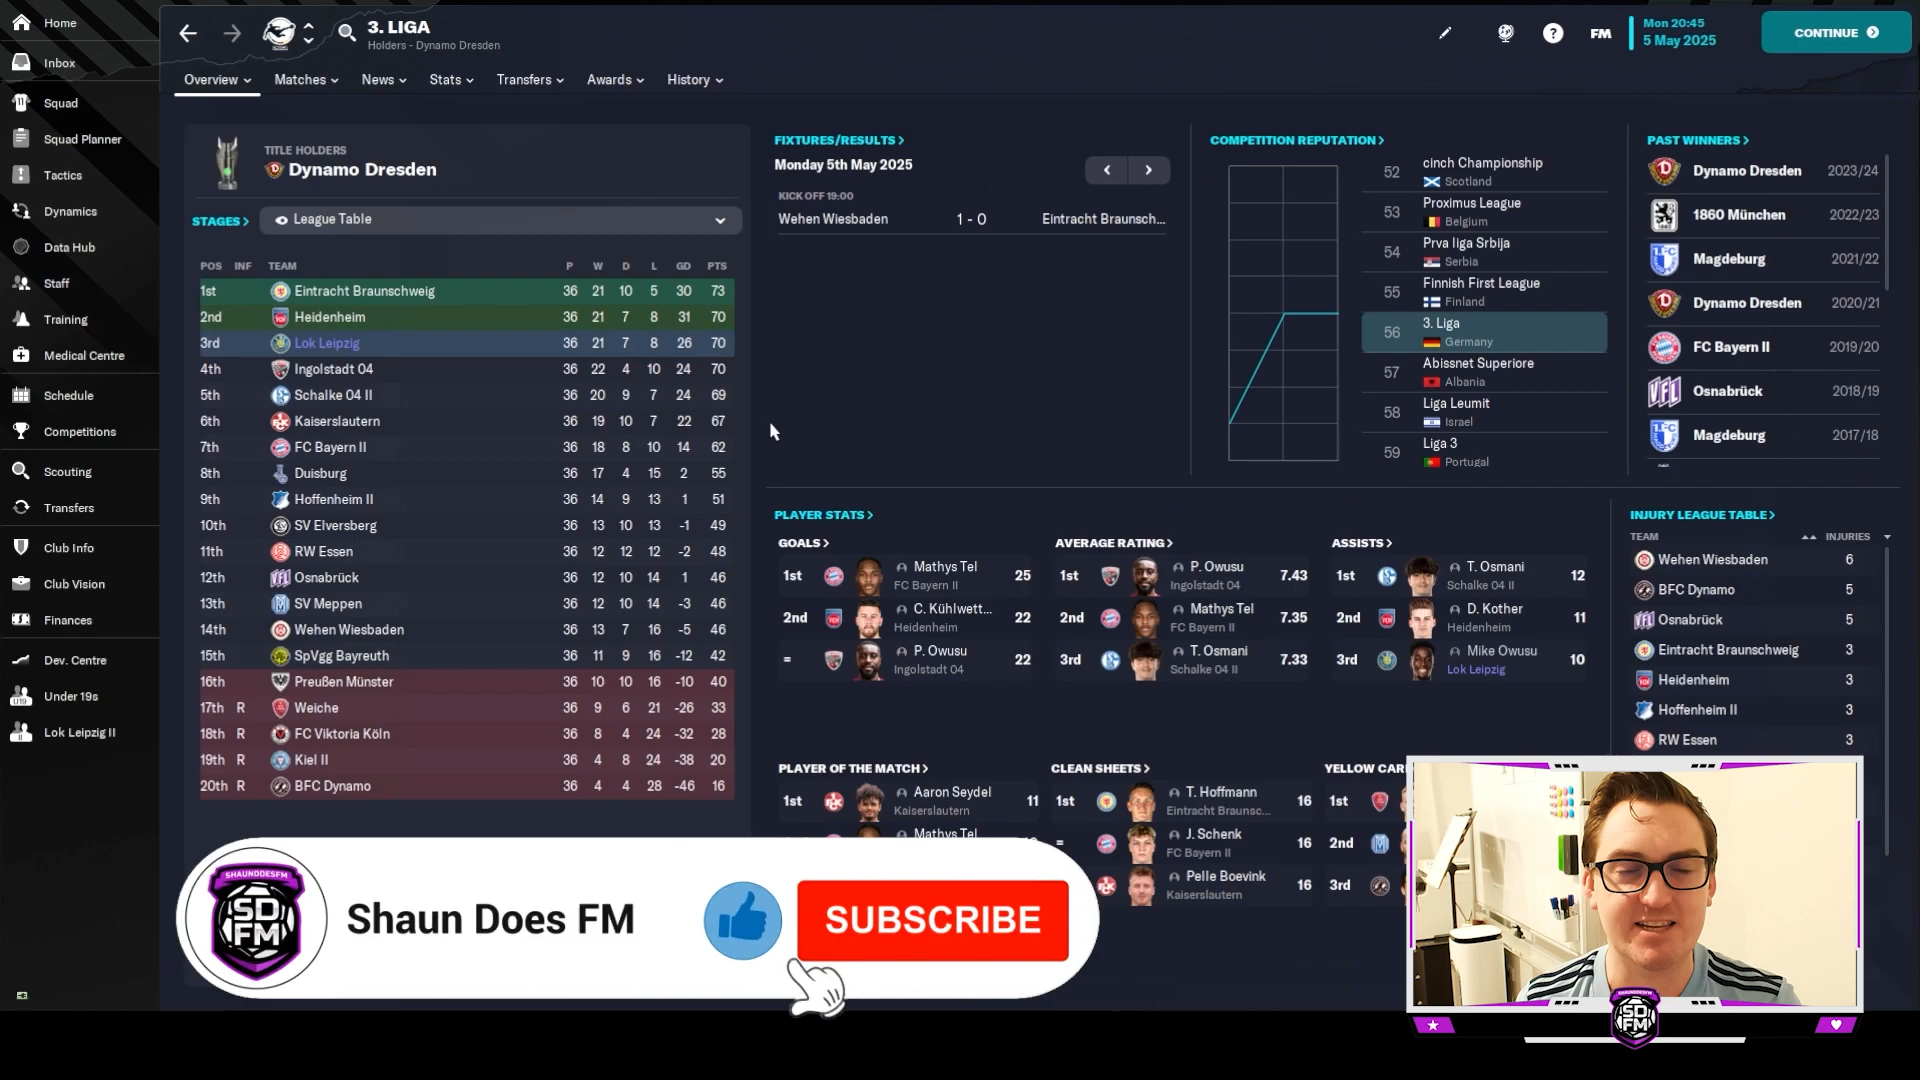 Home
Inbox
Squad
Squad Planner
Tactics
Dynamics
Data Hub
Staff
Training
Medical Centre
Schedule
Competitions
Scouting
Transfers
Club Info
Club Vision
Finances
Dev. Centre
Under 19s
Lok Leipzig II
3. LIGA
Holders - Dynamo Dresden
FM
Mon 20:45
5 May 2025
CONTINUE
Overview Matches News Stats Transfers Awards History
TITLE HOLDERS
Dynamo Dresden
STAGES > League Table
POS INF TEAM P W D L GD PTS
1st Eintracht Braunschweig 36 21 10 5 30 73
2nd Heidenheim 36 21 7 8 31 70
3rd Lok Leipzig 36 21 7 8 26 70
4th Ingolstadt 04 36 22 4 10 24 70
5th Schalke 04 II 36 20 9 7 24 69
6th Kaiserslautern 36 19 10 7 22 67
7th FC Bayern II 36 18 8 10 14 62
8th Duisburg 36 17 4 15 2 55
9th Hoffenheim II 36 14 9 13 1 51
10th SV Elversberg 36 13 10 13 -1 49
11th RW Essen 36 12 12 12 -2 48
12th Osnabrück 36 12 10 14 1 46
13th SV Meppen 36 12 10 14 -3 46
14th Wehen Wiesbaden 36 13 7 16 -5 46
15th SpVgg Bayreuth 36 11 9 16 -12 42
16th Preußen Münster 36 10 10 16 -10 40
17th R Weiche 36 9 6 21 -26 33
18th R FC Viktoria Köln 36 8 4 24 -32 28
19th R Kiel II 36 4 8 24 -38 20
20th R BFC Dynamo 36 4 4 28 -46 16
FIXTURES/RESULTS >
Monday 5th May 2025
KICK OFF 19:00
Wehen Wiesbaden 1 - 0 Eintracht Braunsch...
COMPETITION REPUTATION >
52 cinch Championship
Scotland
53 Proximus League
Belgium
54 Prva liga Srbija
Serbia
55 Finnish First League
Finland
56 3. Liga
Germany
57 Abissnet Superiore
Albania
58 Liga Leumit
Israel
59 Liga 3
Portugal
PAST WINNERS >
Dynamo Dresden 2023/24
1860 München 2022/23
Magdeburg 2021/22
Dynamo Dresden 2020/21
FC Bayern II 2019/20
Osnabrück 2018/19
Magdeburg 2017/18
PLAYER STATS >
GOALS >
1st Mathys Tel 25
FC Bayern II
2nd C. Kühlwett... 22
Heidenheim
= P. Owusu 22
Ingolstadt 04
AVERAGE RATING >
1st P. Owusu 7.43
Ingolstadt 04
2nd Mathys Tel 7.35
FC Bayern II
3rd T. Osmani 7.33
Schalke 04 II
ASSISTS >
1st T. Osmani 12
Schalke 04 II
2nd D. Kother 11
Heidenheim
3rd Mike Owusu 10
Lok Leipzig
INJURY LEAGUE TABLE >
TEAM INJURIES
Wehen Wiesbaden 6
BFC Dynamo 5
Osnabrück 5
Eintracht Braunschweig 3
Heidenheim 3
Hoffenheim II 3
RW Essen 3
PLAYER OF THE MATCH >
1st Aaron Seydel 11
Kaiserslautern
Mathys Tel
CLEAN SHEETS >
1st T. Hoffmann 16
Eintracht Braunsc...
= J. Schenk 16
FC Bayern II
Pelle Boevink 16
Kaiserslautern
YELLOW CAR
1st
2nd
3rd
SHAUNDOESFM
SD
FM
Shaun Does FM
SUBSCRIBE
SHAUNDOESFM
SD
FM